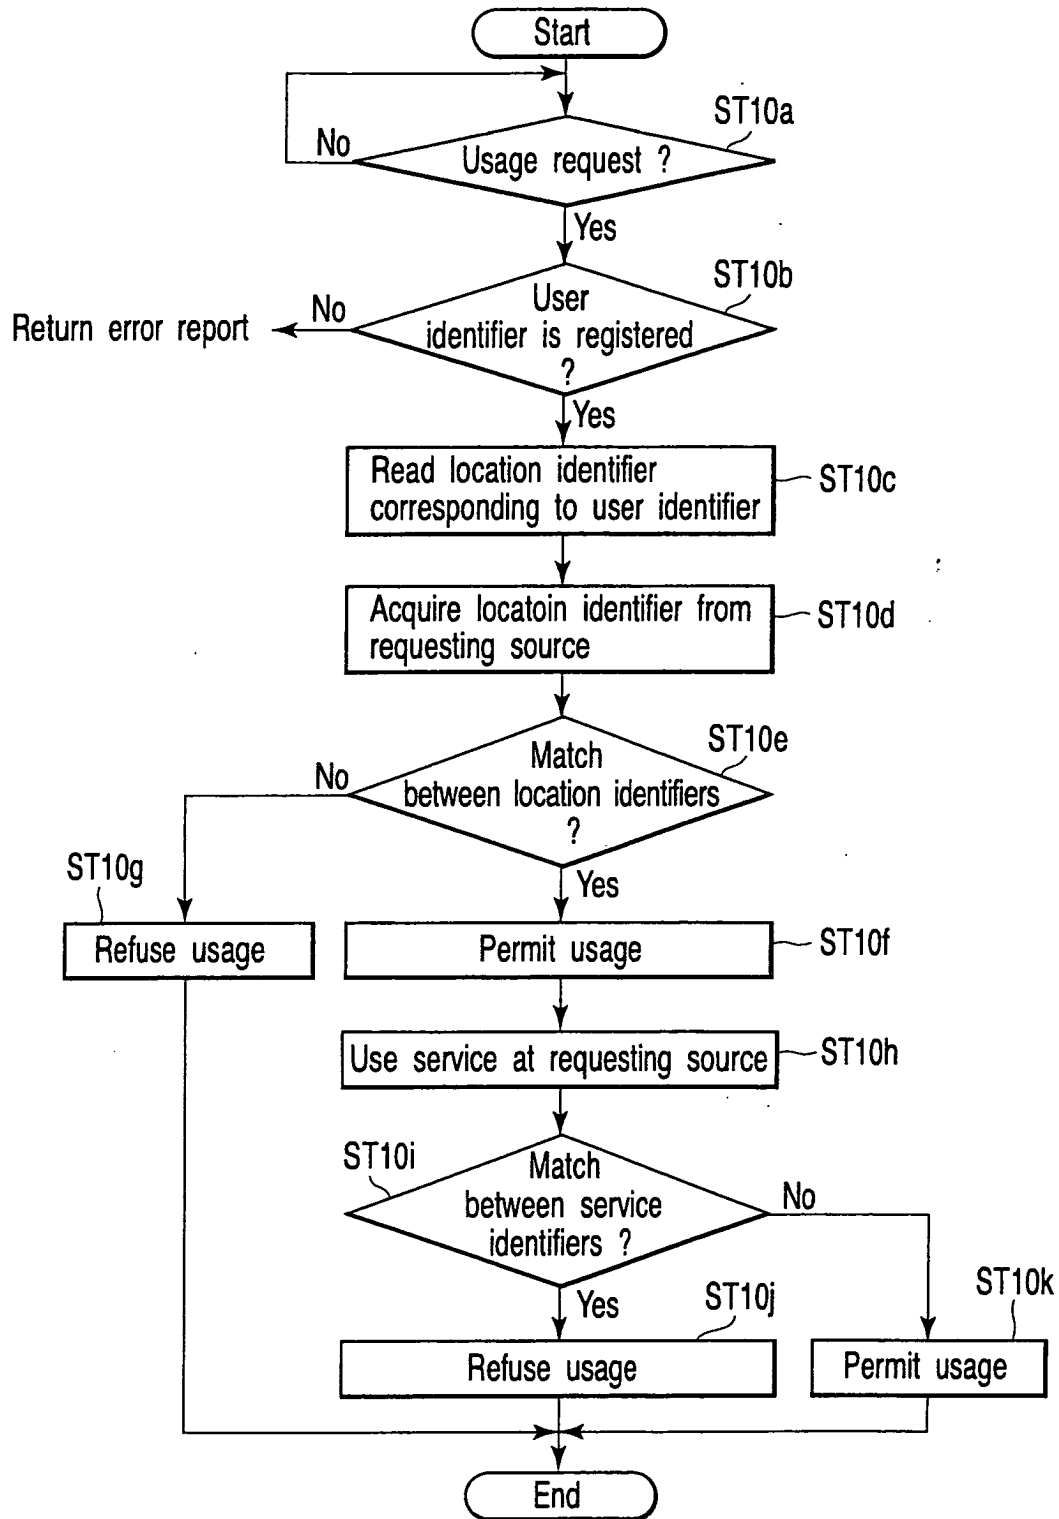 Start
ST10a
No
Usage request ?
Yes
ST10b
User
identifier is registered
?
No
Return error report
Yes
Read location identifier
corresponding to user identifier
ST10c
Acquire locatoin identifier from
requesting source
ST10d
ST10e
Match
between location identifiers
?
No
ST10g
Yes
Refuse usage
Permit usage
ST10f
Use service at requesting source
ST10h
ST10i
Match
between service
identifiers ?
No
Yes
ST10j
ST10k
Refuse usage
Permit usage
End